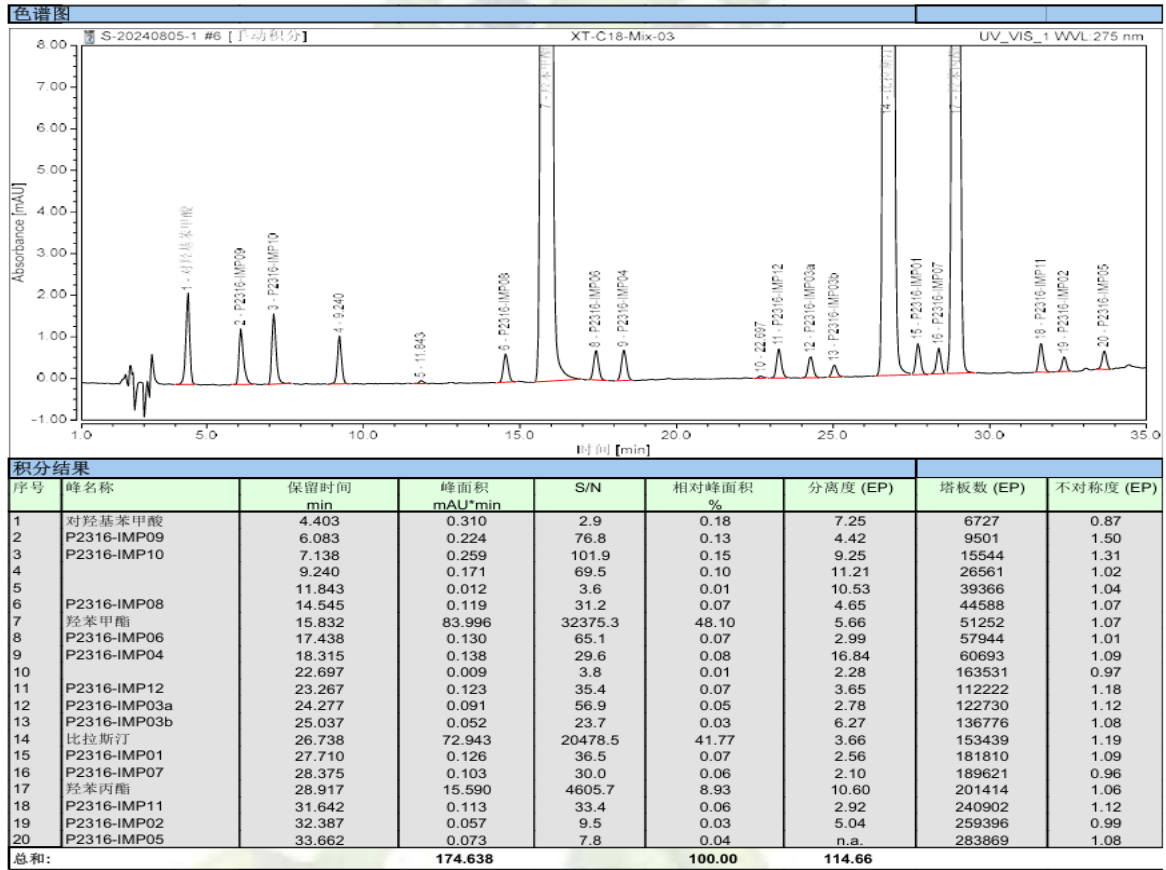 色谱图
S-20240805-1 #6 [手动积分] XT-C18-Mix-03 UV_VIS_1 WVL:275 nm
8.00
7.00
6.00
5.00
4.00
3.00
2.00
1.00
0.00
-1.00
Absorbance [mAU]
1 - 对羟基苯甲酸
2 - P2316-IMP09
3 - P2316-IMP10
4 - 9.240
5 - 11.843
6 - P2316-IMP08
7 - 羟苯甲酯
8 - P2316-IMP06
9 - P2316-IMP04
10 - 22.697
11 - P2316-IMP12
12 - P2316-IMP03a
13 - P2316-IMP03b
14 - 比拉斯汀
15 - P2316-IMP01
16 - P2316-IMP07
17 - 羟苯丙酯
18 - P2316-IMP11
19 - P2316-IMP02
20 - P2316-IMP05
1.0 5.0 10.0 15.0 20.0 25.0 30.0 35.0
时间 [min]
积分结果
序号 峰名称 保留时间 峰面积 S/N 相对峰面积 分离度 (EP) 塔板数 (EP) 不对称度 (EP)
min mAU*min %
1 对羟基苯甲酸 4.403 0.310 2.9 0.18 7.25 6727 0.87
2 P2316-IMP09 6.083 0.224 76.8 0.13 4.42 9501 1.50
3 P2316-IMP10 7.138 0.259 101.9 0.15 9.25 15544 1.31
4 9.240 0.171 69.5 0.10 11.21 26561 1.02
5 11.843 0.012 3.6 0.01 10.53 39366 1.04
6 P2316-IMP08 14.545 0.119 31.2 0.07 4.65 44588 1.07
7 羟苯甲酯 15.832 83.996 32375.3 48.10 5.66 51252 1.07
8 P2316-IMP06 17.438 0.130 65.1 0.07 2.99 57944 1.01
9 P2316-IMP04 18.315 0.138 29.6 0.08 16.84 60693 1.09
10 22.697 0.009 3.8 0.01 2.28 163531 0.97
11 P2316-IMP12 23.267 0.123 35.4 0.07 3.65 112222 1.18
12 P2316-IMP03a 24.277 0.091 56.9 0.05 2.78 122730 1.12
13 P2316-IMP03b 25.037 0.052 23.7 0.03 6.27 136776 1.08
14 比拉斯汀 26.738 72.943 20478.5 41.77 3.66 153439 1.19
15 P2316-IMP01 27.710 0.126 36.5 0.07 2.56 181810 1.09
16 P2316-IMP07 28.375 0.103 30.0 0.06 2.10 189621 0.96
17 羟苯丙酯 28.917 15.590 4605.7 8.93 10.60 201414 1.06
18 P2316-IMP11 31.642 0.113 33.4 0.06 2.92 240902 1.12
19 P2316-IMP02 32.387 0.057 9.5 0.03 5.04 259396 0.99
20 P2316-IMP05 33.662 0.073 7.8 0.04 n.a. 283869 1.08
总和: 174.638 100.00 114.66